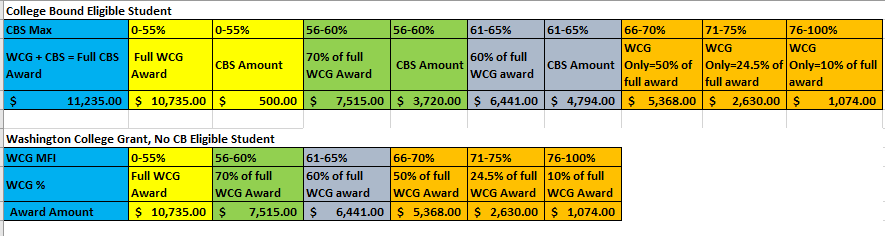 College Bound Eligible Student
CBS Max 0-55% 0-55% 56-60% 56-60% 61-65% 61-65% 66-70% 71-75% 76-100%
WCG + CBS = Full CBS Award Full WCG Award CBS Amount 70% of full WCG Award CBS Amount 60% of full WCG award CBS Amount WCG Only=50% of full award WCG Only=24.5% of full award WCG Only=10% of full award
$ 11,235.00 $ 10,735.00 $ 500.00 $ 7,515.00 $ 3,720.00 $ 6,441.00 $ 4,794.00 $ 5,368.00 $ 2,630.00 $ 1,074.00
Washington College Grant, No CB Eligible Student
WCG MFI 0-55% 56-60% 61-65% 66-70% 71-75% 76-100%
WCG % Full WCG Award 70% of full WCG Award 60% of full WCG award 50% of full WCG Award 24.5% of full WCG Award 10% of full WCG Award
Award Amount $ 10,735.00 $ 7,515.00 $ 6,441.00 $ 5,368.00 $ 2,630.00 $ 1,074.00